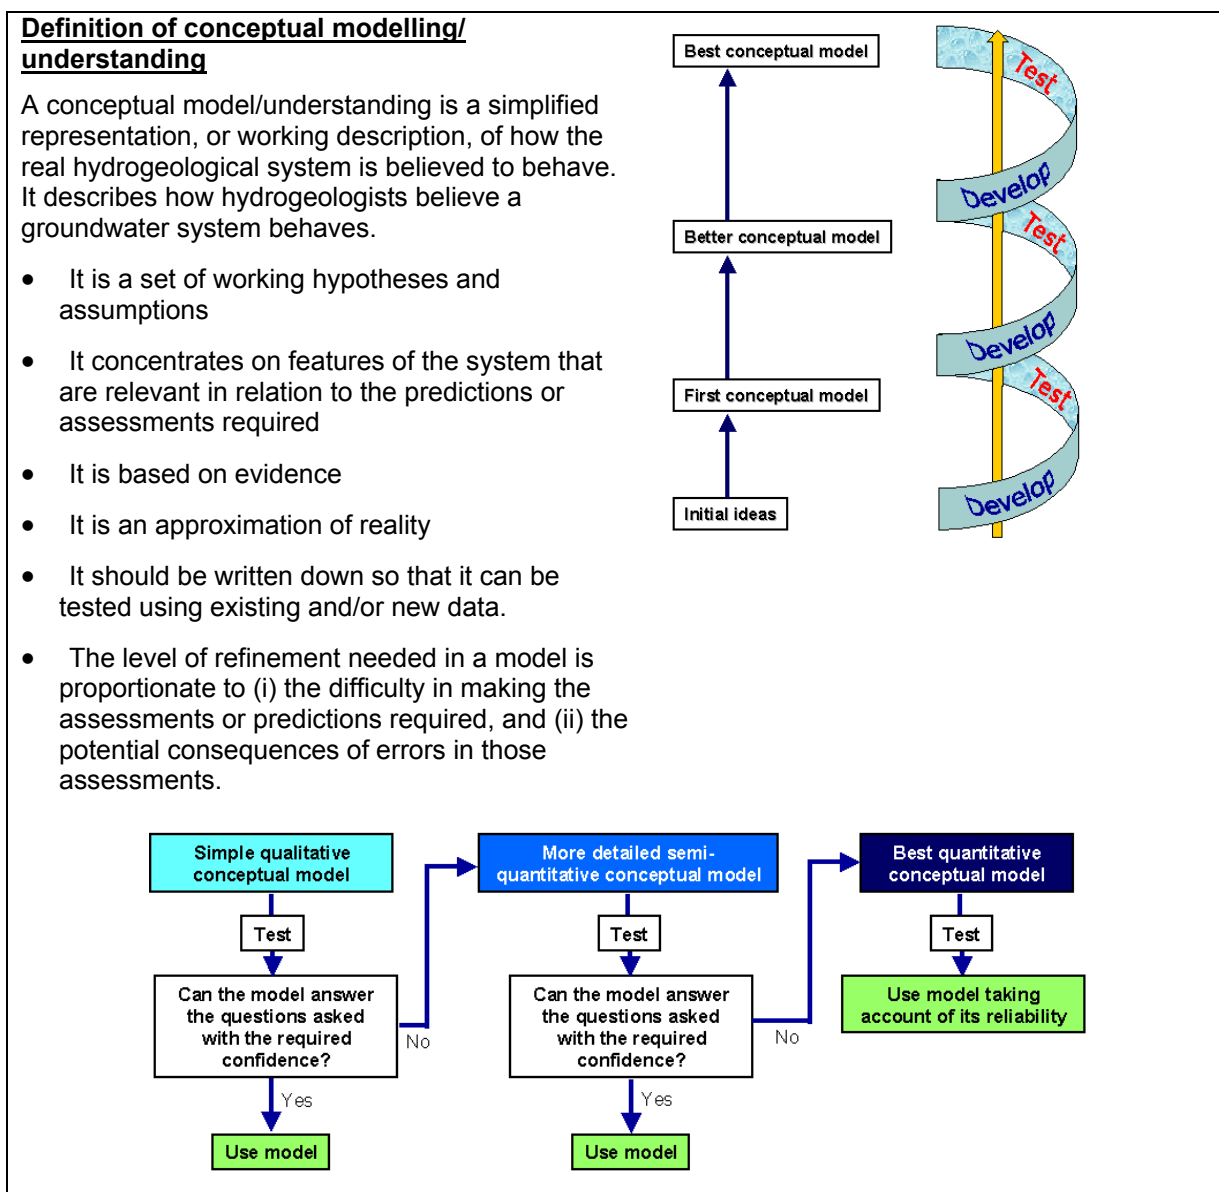 Definition of conceptual modelling/
understanding
A conceptual model/understanding is a simplified
representation, or working description, of how the
real hydrogeological system is believed to behave.
It describes how hydrogeologists believe a
groundwater system behaves.
• It is a set of working hypotheses and
assumptions
• It concentrates on features of the system that
are relevant in relation to the predictions or
assessments required
• It is based on evidence
• It is an approximation of reality
• It should be written down so that it can be
tested using existing and/or new data.
• The level of refinement needed in a model is
proportionate to (i) the difficulty in making the
assessments or predictions required, and (ii) the
potential consequences of errors in those
assessments.
Best conceptual model
Better conceptual model
First conceptual model
Initial ideas
Test
Develop
Test
Develop
Test
Develop
Simple qualitative
conceptual model
Test
Can the model answer
the questions asked
with the required
confidence?
No
Yes
Use model
More detailed semi-
quantitative conceptual model
Test
Can the model answer
the questions asked
with the required
confidence?
No
Yes
Use model
Best quantitative
conceptual model
Test
Use model taking
account of its reliability